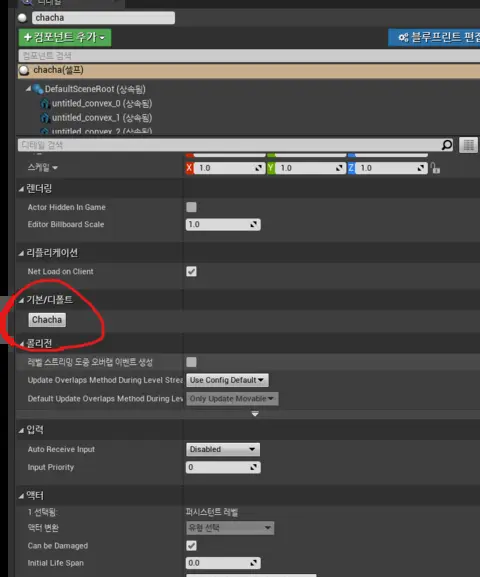 디테일
chacha
+컴포넌트 추가
블루프린트 편집
컴포넌트 검색
chacha(셀프)
DefaultSceneRoot (상속됨)
untitled_convex_0 (상속됨)
untitled_convex_1 (상속됨)
untitled_convex_2 (상속됨)
디테일 검색
스케일 X 1.0 Y 1.0 Z 1.0
렌더링
Actor Hidden In Game
Editor Billboard Scale 1.0
리플리케이션
Net Load on Client
기본/디폴트
Chacha
콜리전
레벨 스트리밍 도중 오버랩 이벤트 생성
Update Overlaps Method During Level Strea Use Config Default
Default Update Overlaps Method During Lev Only Update Movable
입력
Auto Receive Input Disabled
Input Priority 0
액터
1 선택됨: 퍼시스턴트 레벨
액터 변환 유형 선택
Can be Damaged
Initial Life Span 0.0